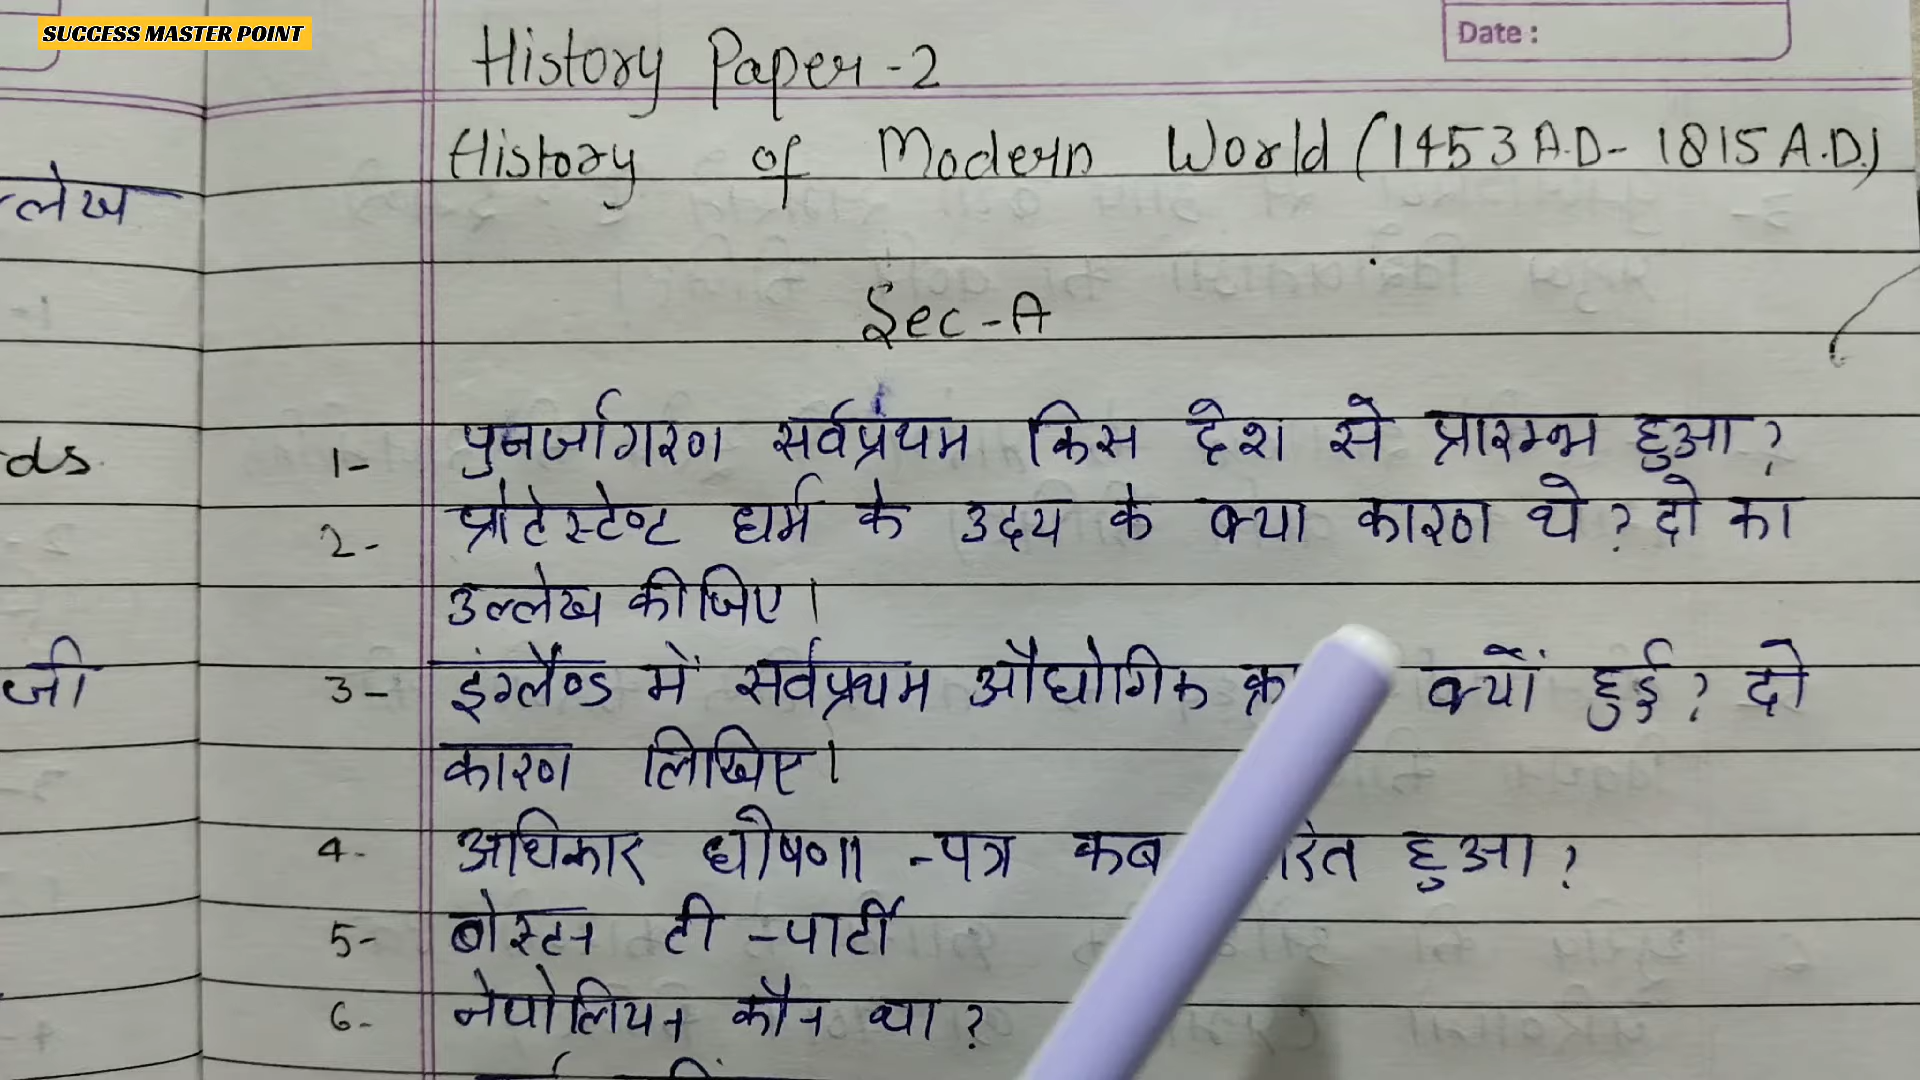 SUCCESS MASTER POINT
Date :
History Paper - 2
History of Modern World (1453 A.D - 1815 A.D.)
लेख
Sec - A
ds
1- पुनर्जागरण सर्वप्रथम किस देश से प्रारम्भ हुआ?
2- प्रोटेस्टेण्ट धर्म के उदय के क्या कारण थे? दो का
उल्लेख कीजिए।
जी
3- इंग्लैण्ड में सर्वप्रथम औद्योगिक क्रा क्यों हुई? दो
कारण लिखिए।
4- अधिकार घोषणा -पत्र कब रित हुआ?
5- बोस्टन टी -पार्टी
6- नेपोलियन कौन था?